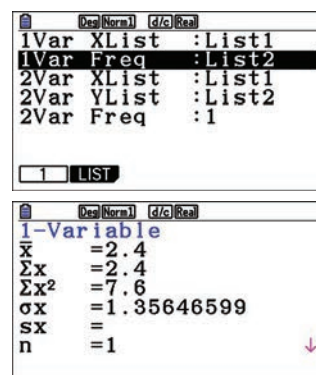 Deg Norm1 d/c Real
1Var XList :List1
1Var Freq :List2
2Var XList :List1
2Var YList :List2
2Var Freq :1
1 LIST
Deg Norm1 d/c Real
1-Variable
x̄ =2.4
Σx =2.4
Σx² =7.6
σx =1.35646599
sx =
n =1 ↓